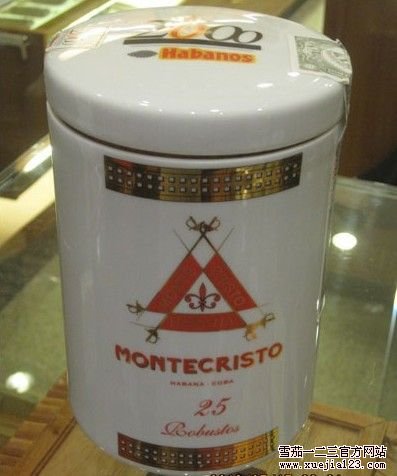 2000
Habanos
MONTECRISTO
HABANA - CUBA
25
Robustos
雪茄一二三官方网站
www.xuejia123.com